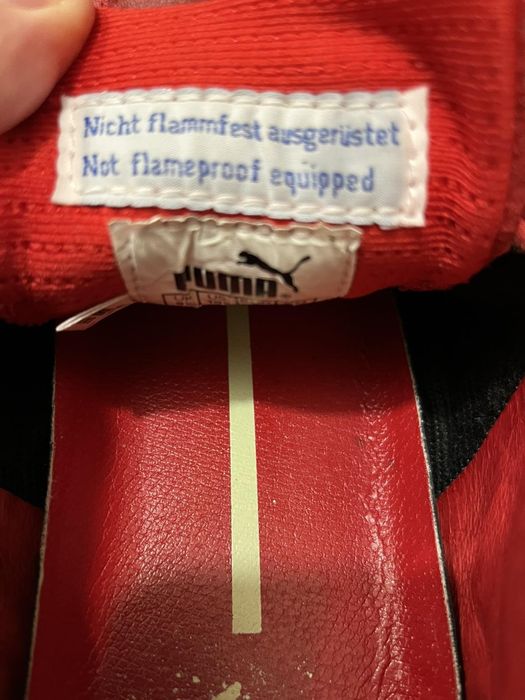 Nicht flammfest ausgerüstet
Not flameproof equipped
PUMA®